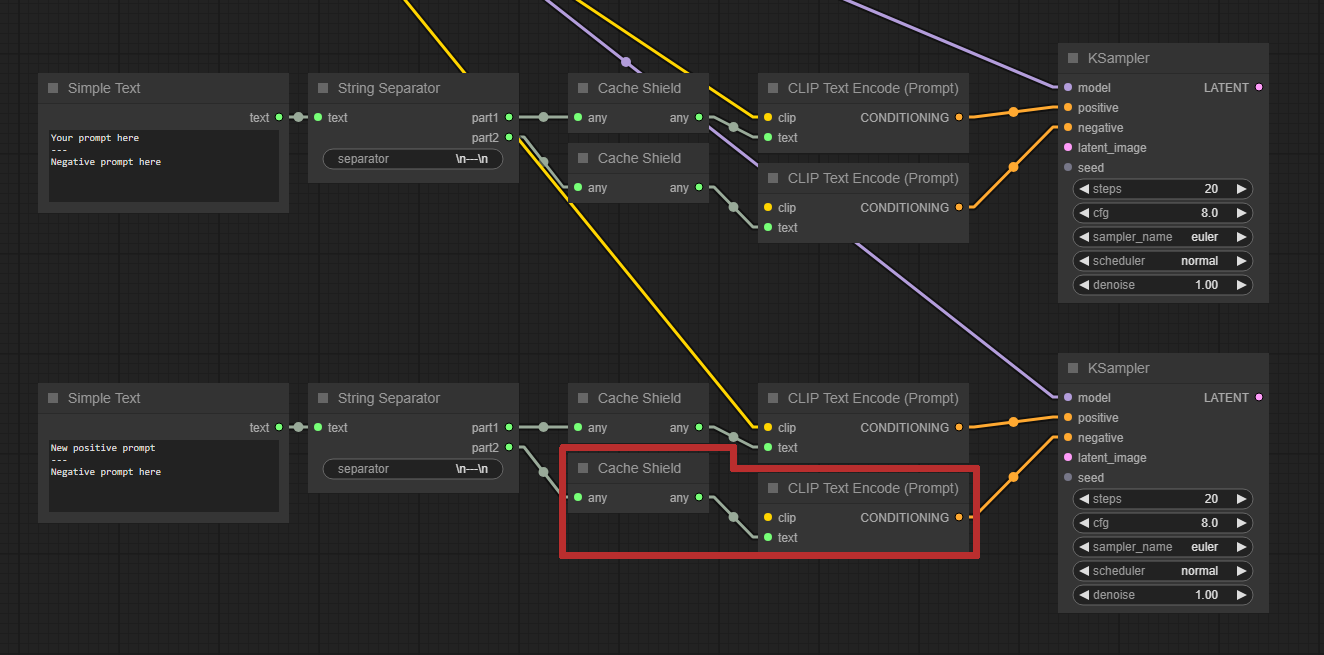 Simple Text
text
Your prompt here
---
Negative prompt here
String Separator
text part1
part2
separator \n---\n
Cache Shield
any any
Cache Shield
any any
CLIP Text Encode (Prompt)
clip CONDITIONING
text
CLIP Text Encode (Prompt)
clip CONDITIONING
text
KSampler
model LATENT
positive
negative
latent_image
seed
steps 20
cfg 8.0
sampler_name euler
scheduler normal
denoise 1.00
Simple Text
text
New positive prompt
---
Negative prompt here
String Separator
text part1
part2
separator \n---\n
Cache Shield
any any
Cache Shield
any any
CLIP Text Encode (Prompt)
clip CONDITIONING
text
CLIP Text Encode (Prompt)
clip CONDITIONING
text
KSampler
model LATENT
positive
negative
latent_image
seed
steps 20
cfg 8.0
sampler_name euler
scheduler normal
denoise 1.00